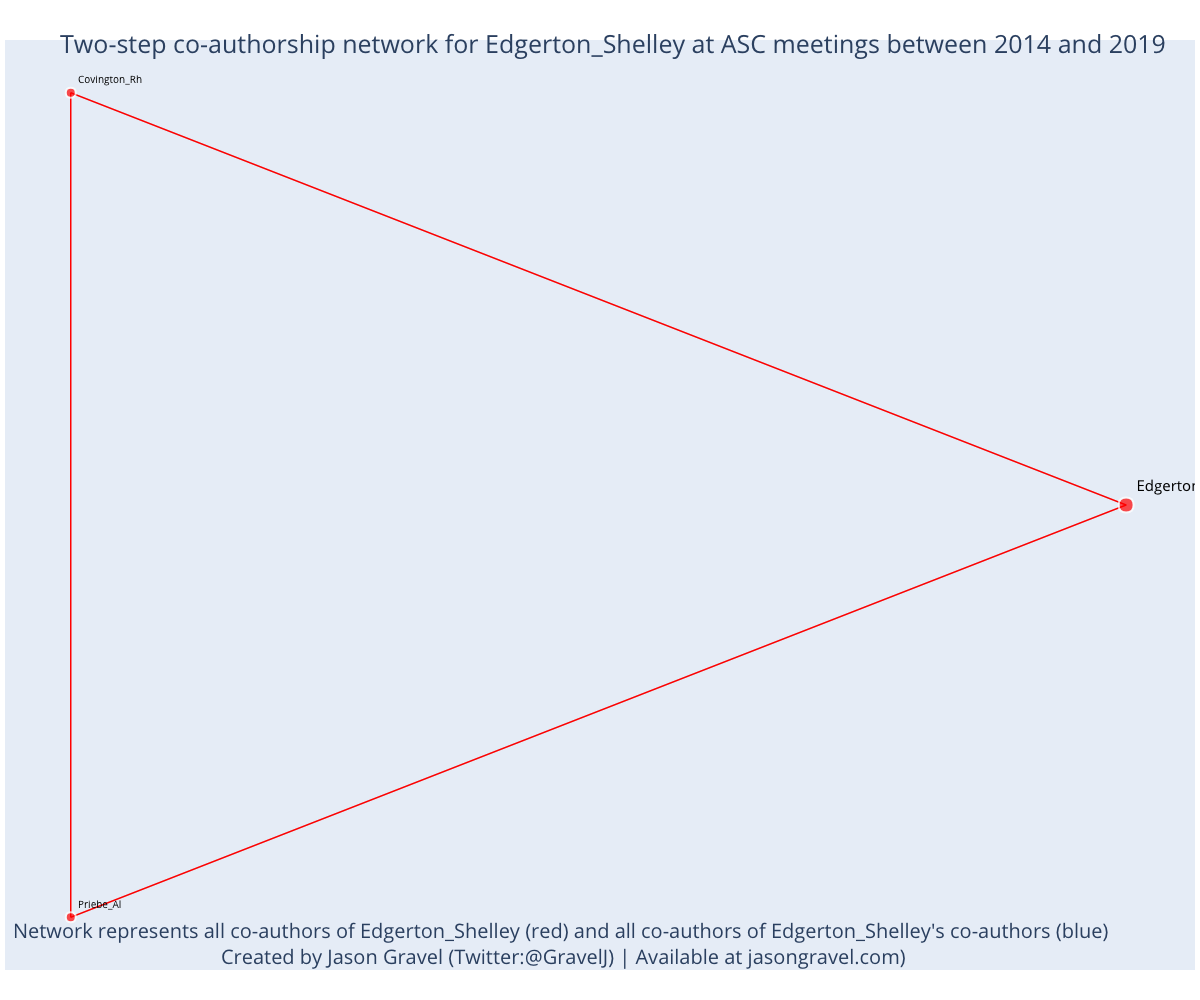 Two-step co-authorship network for Edgerton_Shelley at ASC meetings between 2014 and 2019
Covington_Rh
Edgerton
Priebe_Al
Network represents all co-authors of Edgerton_Shelley (red) and all co-authors of Edgerton_Shelley's co-authors (blue)
Created by Jason Gravel (Twitter:@GravelJ) | Available at jasongravel.com)